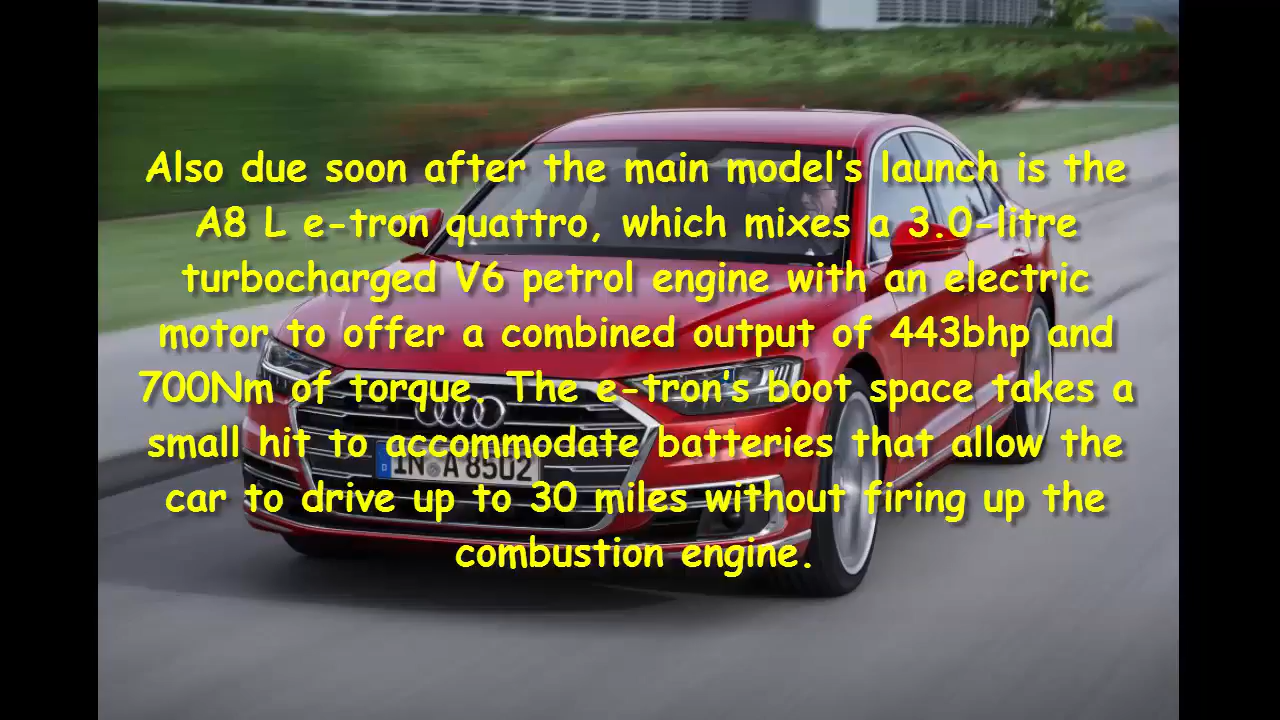 Also due soon after the main model's launch is the
A8 L e-tron quattro, which mixes a 3.0-litre
turbocharged V6 petrol engine with an electric
motor to offer a combined output of 443bhp and
700Nm of torque. The e-tron's boot space takes a
small hit to accommodate batteries that allow the
car to drive up to 30 miles without firing up the
combustion engine.
IN A 8502